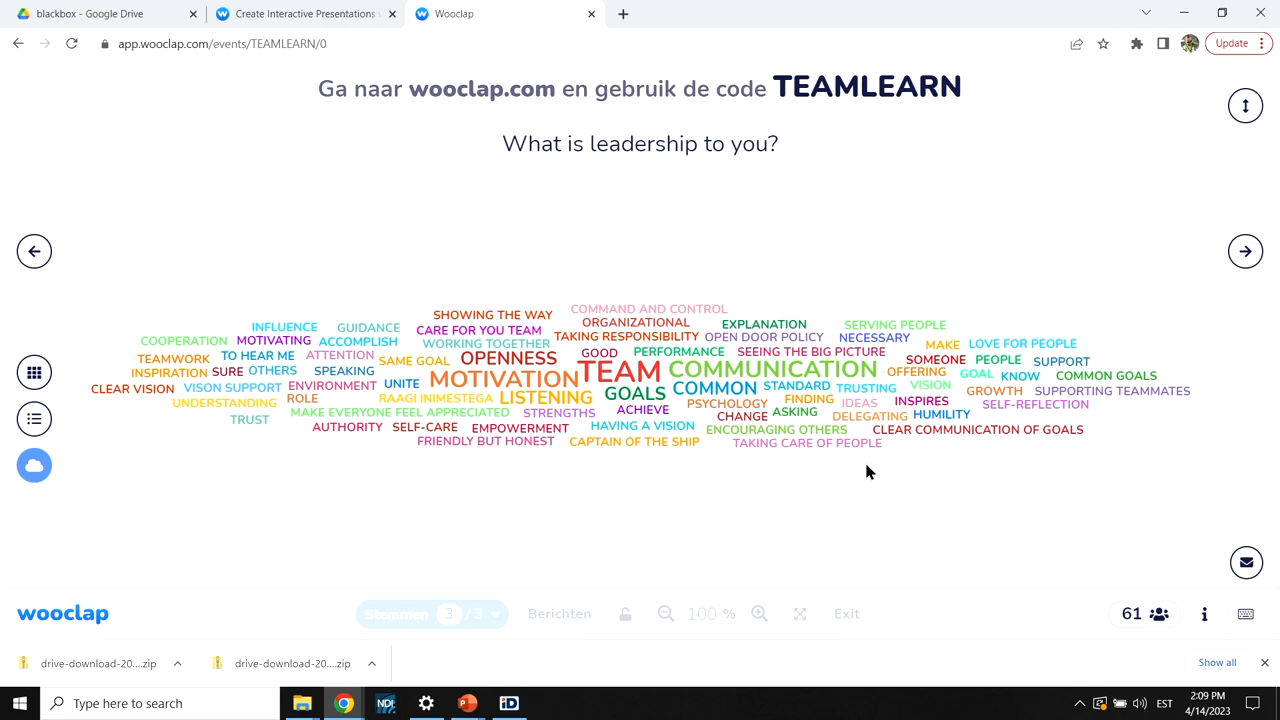 blackbox - Google Drive
Create Interactive Presentations
Wooclap
app.wooclap.com/events/TEAMLEARN/0
Update
Ga naar wooclap.com en gebruik de code TEAMLEARN
What is leadership to you?
SHOWING THE WAY COMMAND AND CONTROL
INFLUENCE GUIDANCE CARE FOR YOU TEAM ORGANIZATIONAL EXPLANATION SERVING PEOPLE
COOPERATION MOTIVATING ACCOMPLISH WORKING TOGETHER TAKING RESPONSIBILITY OPEN DOOR POLICY NECESSARY MAKE LOVE FOR PEOPLE
TEAMWORK TO HEAR ME ATTENTION SAME GOAL OPENNESS GOOD PERFORMANCE SEEING THE BIG PICTURE SOMEONE PEOPLE SUPPORT
INSPIRATION SURE OTHERS SPEAKING MOTIVATION TEAM COMMUNICATION OFFERING GOAL KNOW COMMON GOALS
CLEAR VISION VISON SUPPORT ENVIRONMENT UNITE LISTENING GOALS COMMON STANDARD TRUSTING VISION GROWTH SUPPORTING TEAMMATES
UNDERSTANDING ROLE RAAGI INIMESTEGA PSYCHOLOGY FINDING IDEAS INSPIRES SELF-REFLECTION
TRUST MAKE EVERYONE FEEL APPRECIATED STRENGTHS ACHIEVE CHANGE ASKING DELEGATING HUMILITY
AUTHORITY SELF-CARE EMPOWERMENT HAVING A VISION ENCOURAGING OTHERS CLEAR COMMUNICATION OF GOALS
FRIENDLY BUT HONEST CAPTAIN OF THE SHIP TAKING CARE OF PEOPLE
wooclap
Stemmen 3 / 3
Berichten
100 %
Exit
61
drive-download-20....zip
drive-download-20....zip
Show all
Type here to search
NDI
iD
EST
2:09 PM
4/14/2023